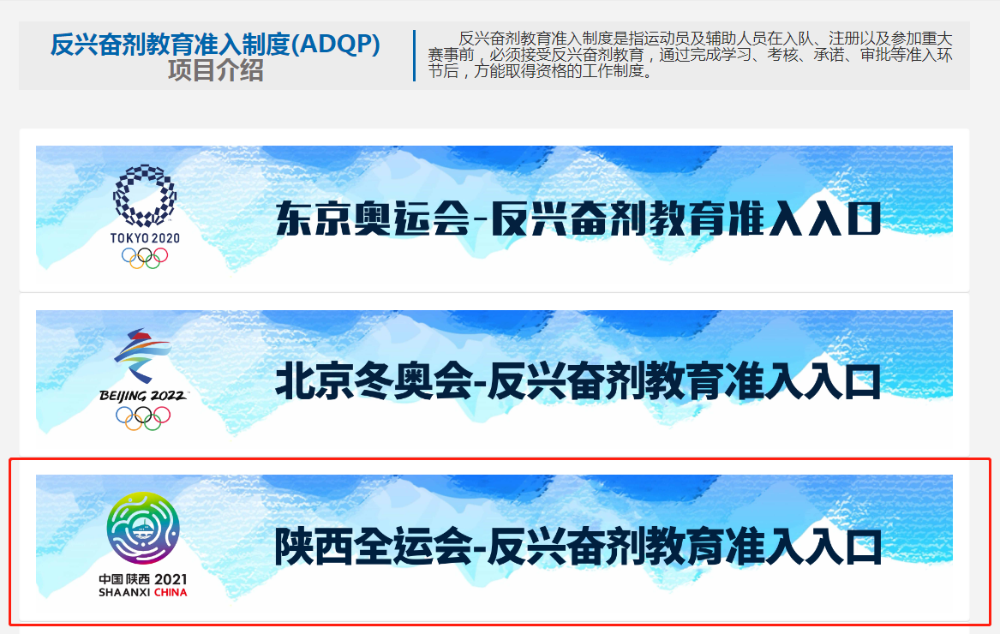 反兴奋剂教育准入制度(ADQP)
项目介绍
反兴奋剂教育准入制度是指运动员及辅助人员在入队、注册以及参加重大
赛事前，必须接受反兴奋剂教育，通过完成学习、考核、承诺、审批等准入环
节后，方能取得资格的工作制度。
TOKYO 2020
东京奥运会-反兴奋剂教育准入入口
BEIJING 2022
北京冬奥会-反兴奋剂教育准入入口
中国 陕西 2021
SHAANXI CHINA
陕西全运会-反兴奋剂教育准入入口